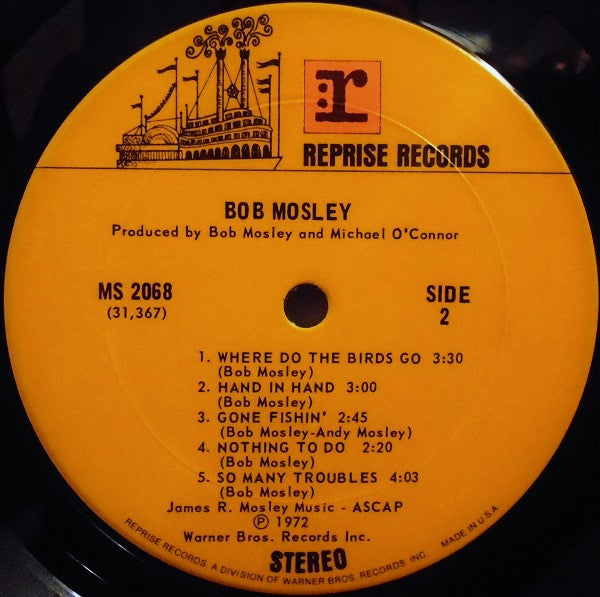 :r
REPRISE RECORDS
BOB MOSLEY
Produced by Bob Mosley and Michael O'Connor
MS 2068
(31,367)
SIDE
2
1. WHERE DO THE BIRDS GO 3:30
(Bob Mosley)
2. HAND IN HAND 3:00
(Bob Mosley)
3. GONE FISHIN' 2:45
(Bob Mosley-Andy Mosley)
4. NOTHING TO DO 2:20
(Bob Mosley)
5. SO MANY TROUBLES 4:03
(Bob Mosley)
James R. Mosley Music - ASCAP
Ⓟ 1972
Warner Bros. Records Inc.
STEREO
REPRISE RECORDS, A DIVISION OF WARNER BROS. RECORDS INC. MADE IN U.S.A